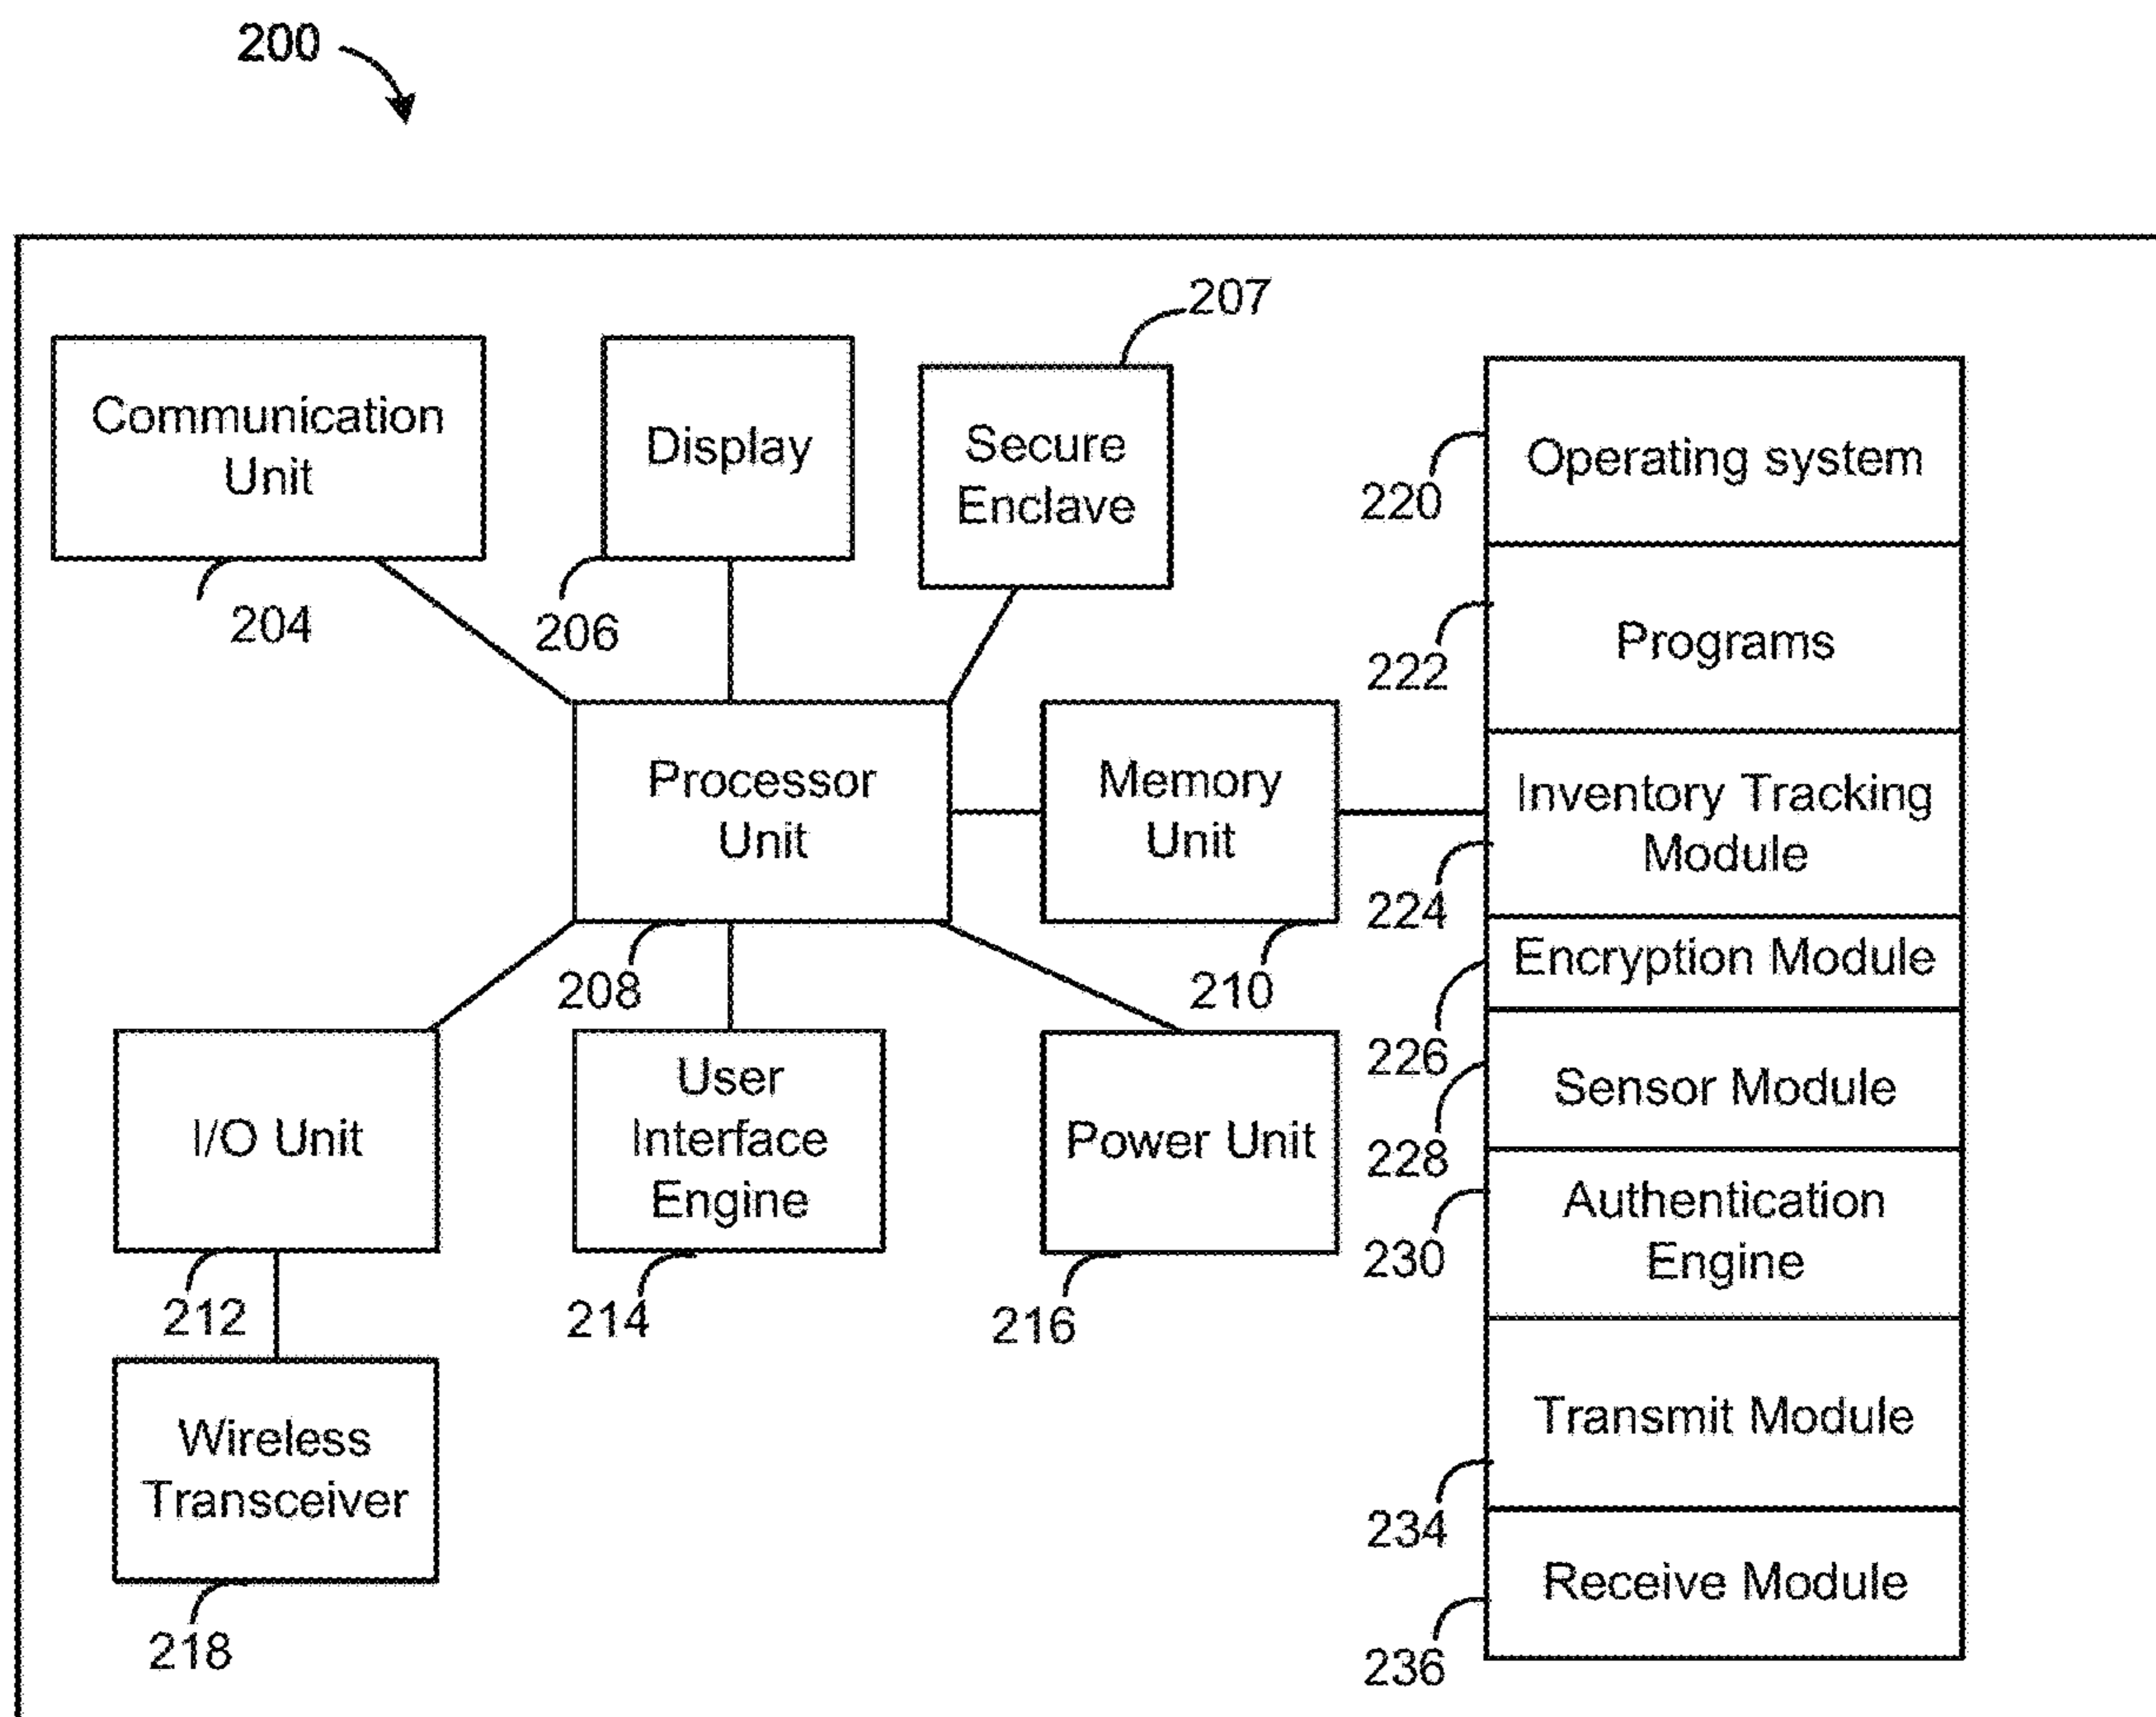 200
207
Communication
Unit
204
Display
206
Secure
Enclave
Processor
Unit
208
Memory
Unit
210
I/O Unit
212
User
Interface
Engine
214
Power Unit
216
Wireless
Transceiver
218
220
Operating system
222
Programs
224
Inventory Tracking
Module
226
Encryption Module
228
Sensor Module
230
Authentication
Engine
234
Transmit Module
236
Receive Module